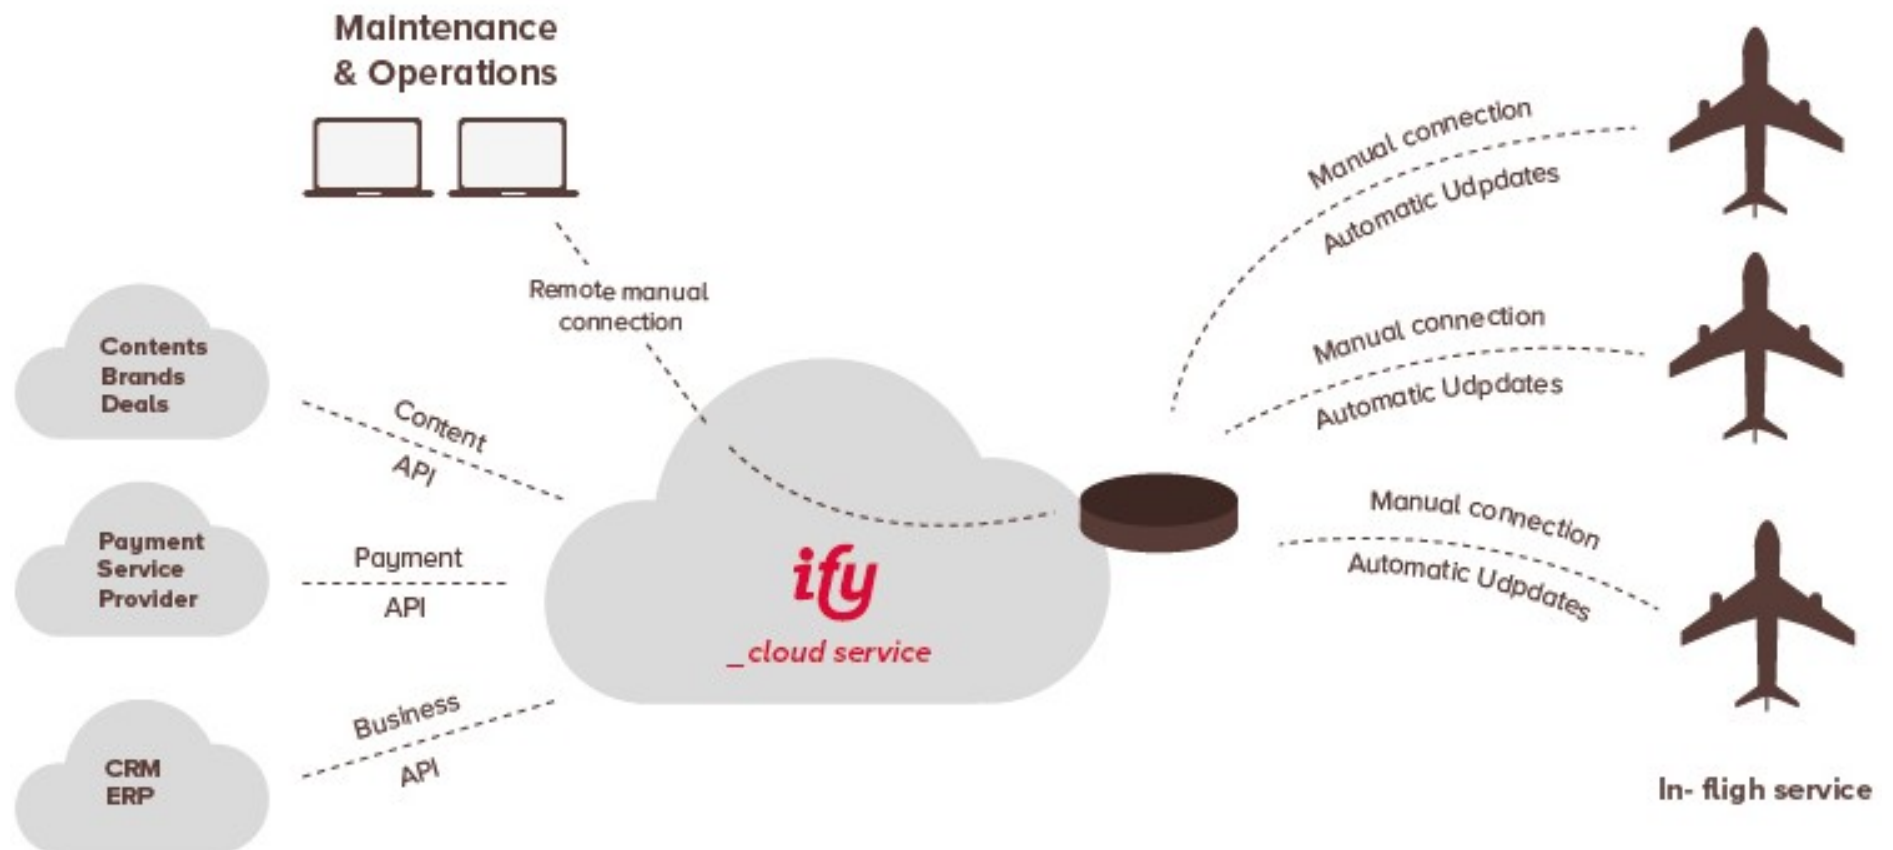 Maintenance
& Operations
Remote manual
connection
Contents
Brands
Deals
Content
API
Payment
Service
Provider
Payment
API
CRM
ERP
Business
API
ify
_cloud service
Manual connection
Automatic Udpdates
Manual connection
Automatic Udpdates
Manual connection
Automatic Udpdates
In- fligh service